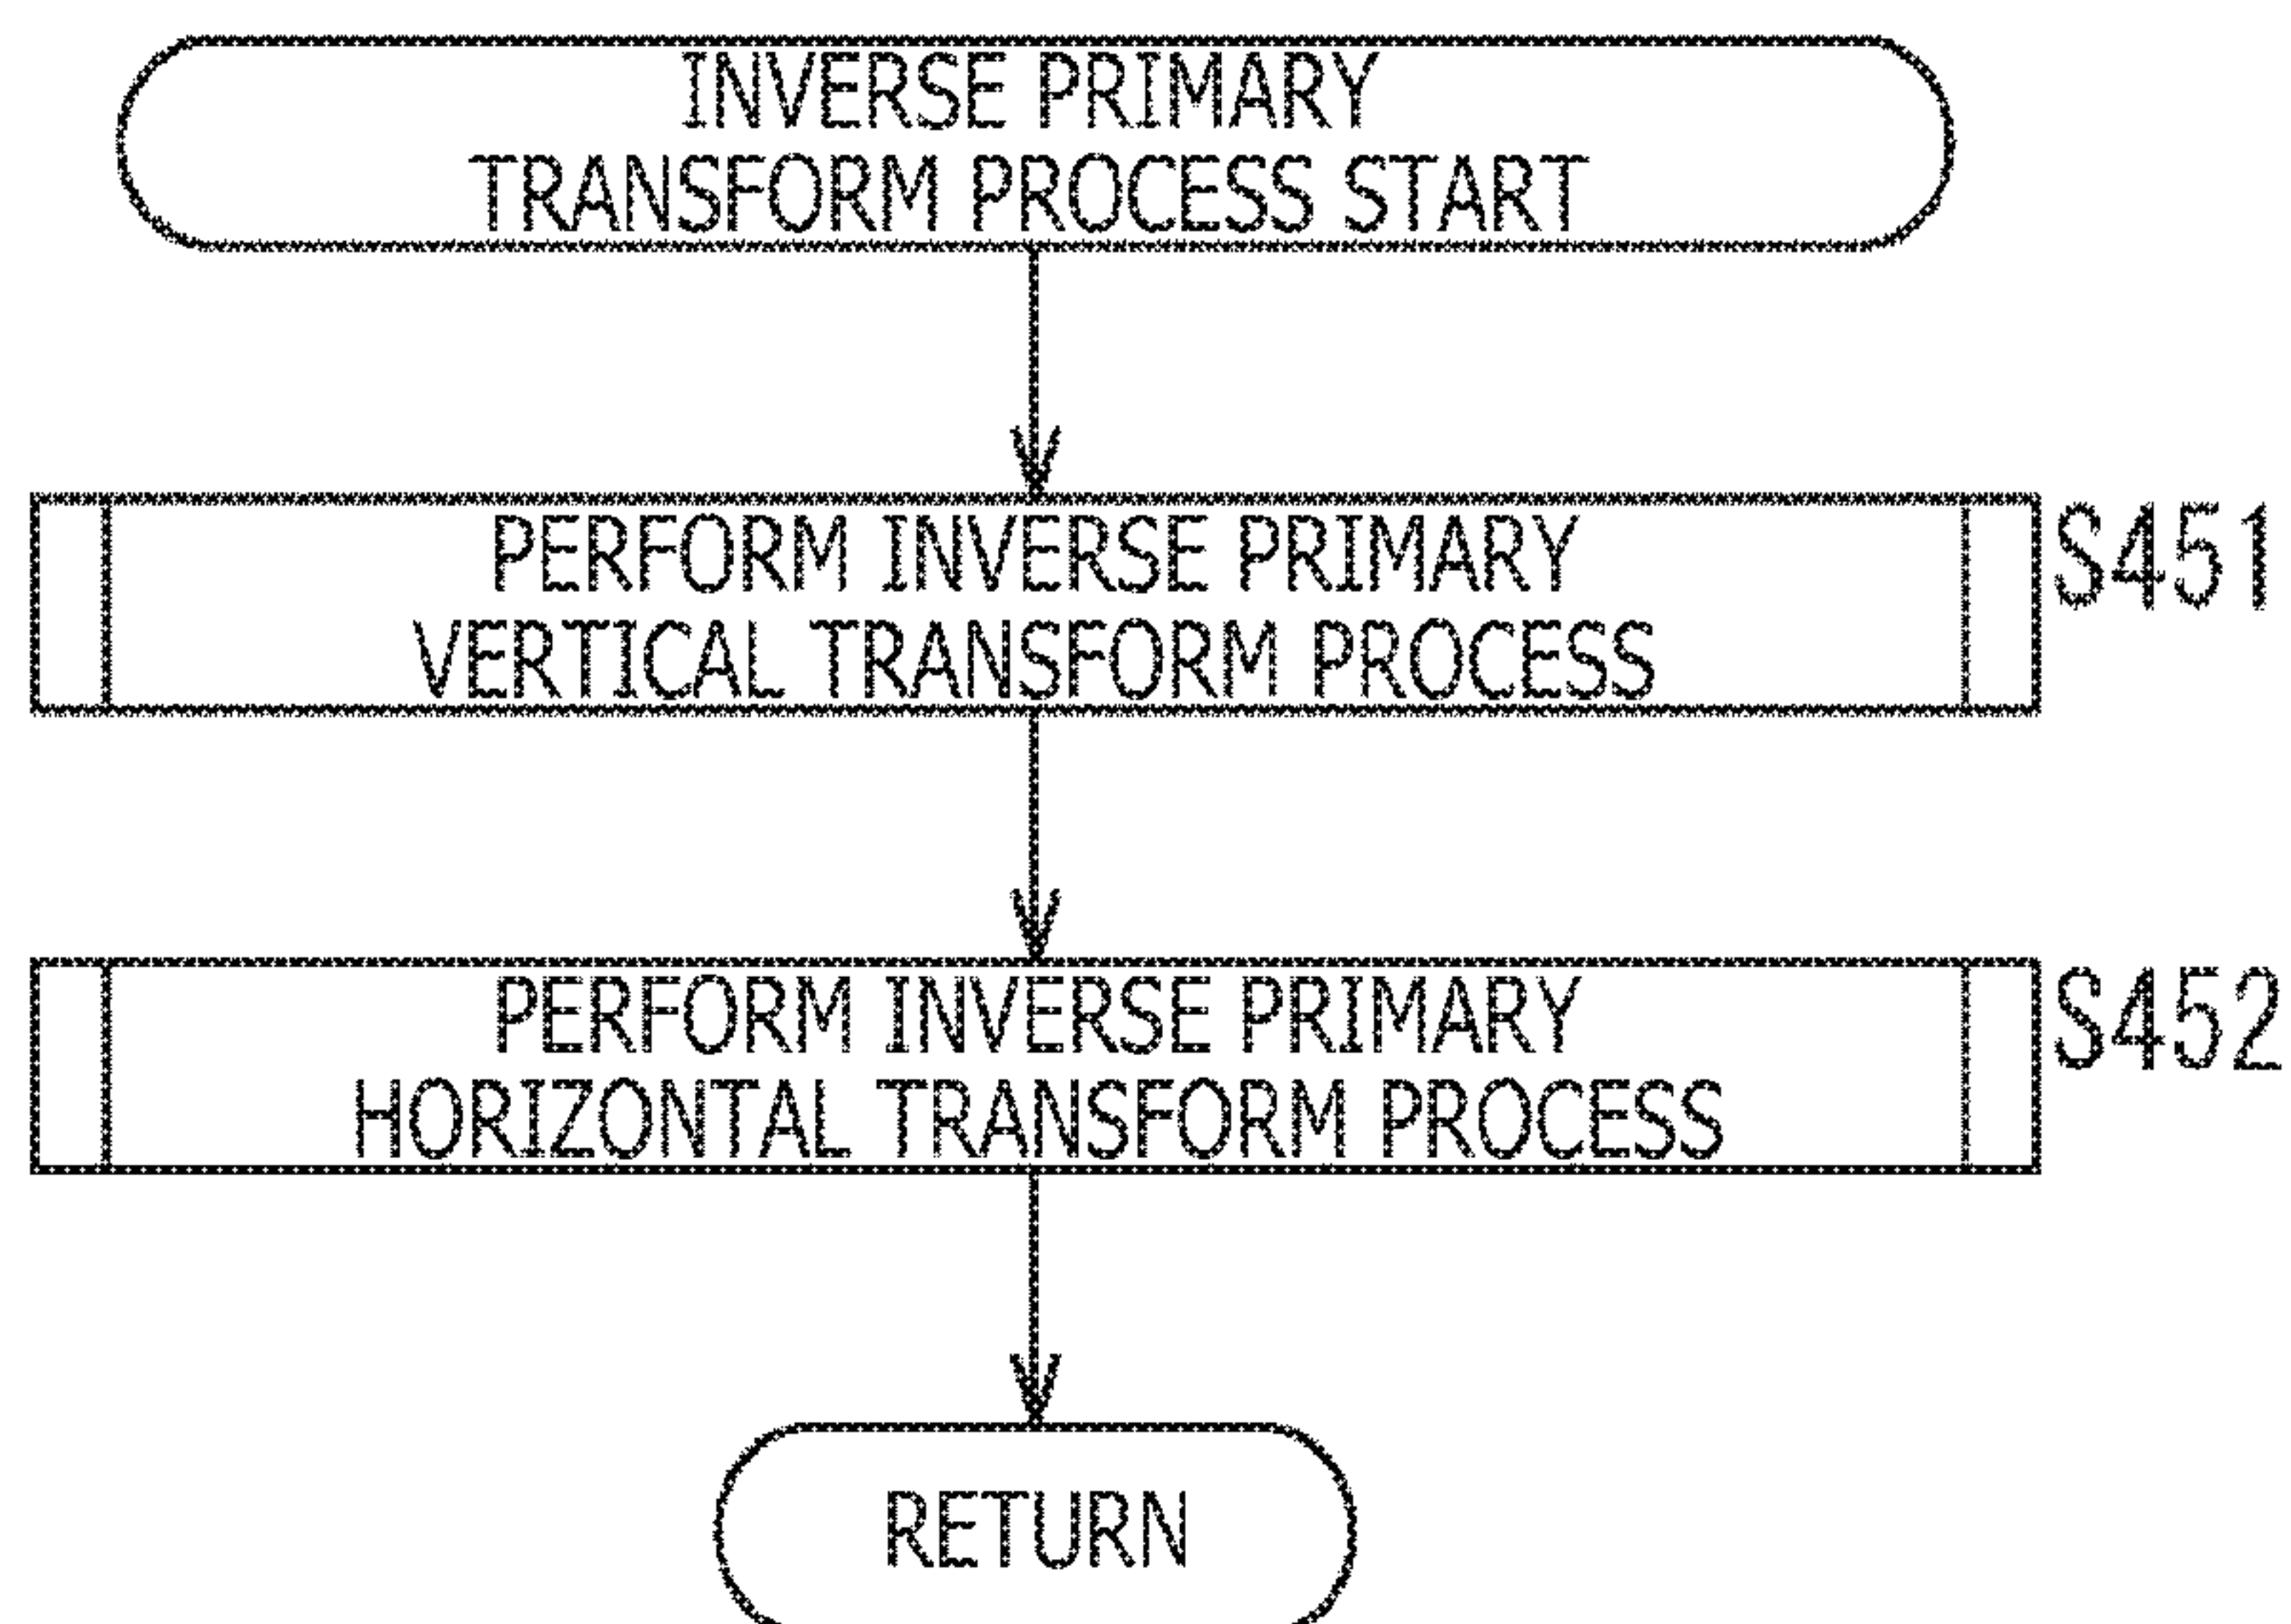 INVERSE PRIMARY
TRANSFORM PROCESS START
PERFORM INVERSE PRIMARY
VERTICAL TRANSFORM PROCESS
S451
PERFORM INVERSE PRIMARY
HORIZONTAL TRANSFORM PROCESS
S452
RETURN